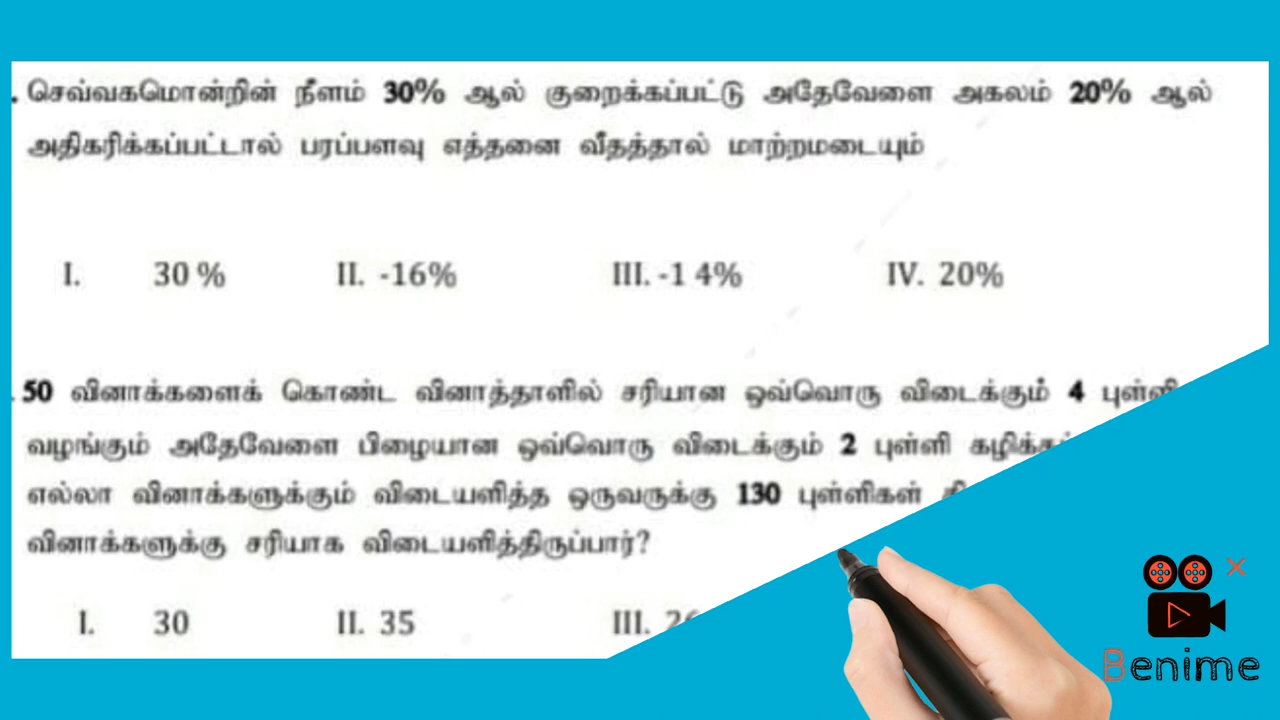 . செவ்வகமொன்றின் நீளம் 30% ஆல் குறைக்கப்பட்டு அதேவேளை அகலம் 20% ஆல்
அதிகரிக்கப்பட்டால் பரப்பளவு எத்தனை வீதத்தால் மாற்றமடையும்
I. 30 % II. -16% III. -1 4% IV. 20%
. 50 வினாக்களைக் கொண்ட வினாத்தாளில் சரியான ஒவ்வொரு விடைக்கும் 4
வழங்கும் அதேவேளை பிழையான ஒவ்வொரு விடைக்கும் 2 புள்ளி
எல்லா வினாக்களுக்கும் விடையளித்த ஒருவருக்கு 130 புள்ளிகள்
வினாக்களுக்கு சரியாக விடையளித்திருப்பார்?
I. 30 II. 35 III.
Benime